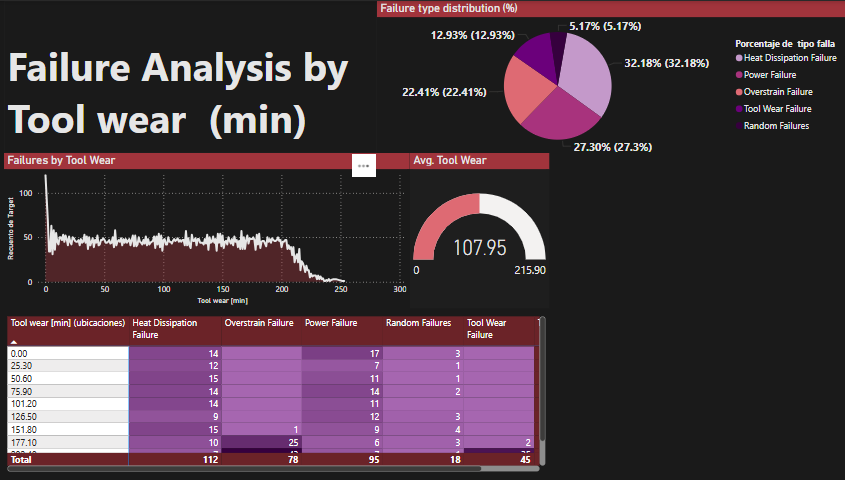 Failure type distribution (%)
Failure Analysis by
Tool wear (min)
5.17% (5.17%)
12.93% (12.93%)
32.18% (32.18%)
22.41% (22.41%)
27.30% (27.3%)
Porcentaje de tipo falla
Heat Dissipation Failure
Power Failure
Overstrain Failure
Tool Wear Failure
Random Failures
Failures by Tool Wear
Recuento de Target
100
50
0
0 50 100 150 200 250 300
Tool wear [min]
Avg. Tool Wear
107.95
0 215.90
Tool wear [min] (ubicaciones) Heat Dissipation Failure Overstrain Failure Power Failure Random Failures Tool Wear Failure
0.00 14 17 3
25.30 12 7 1
50.60 15 11 1
75.90 14 14 2
101.20 14 11
126.50 9 12 3
151.80 15 1 9 4
177.10 10 25 6 3 2
Total 112 78 95 18 45